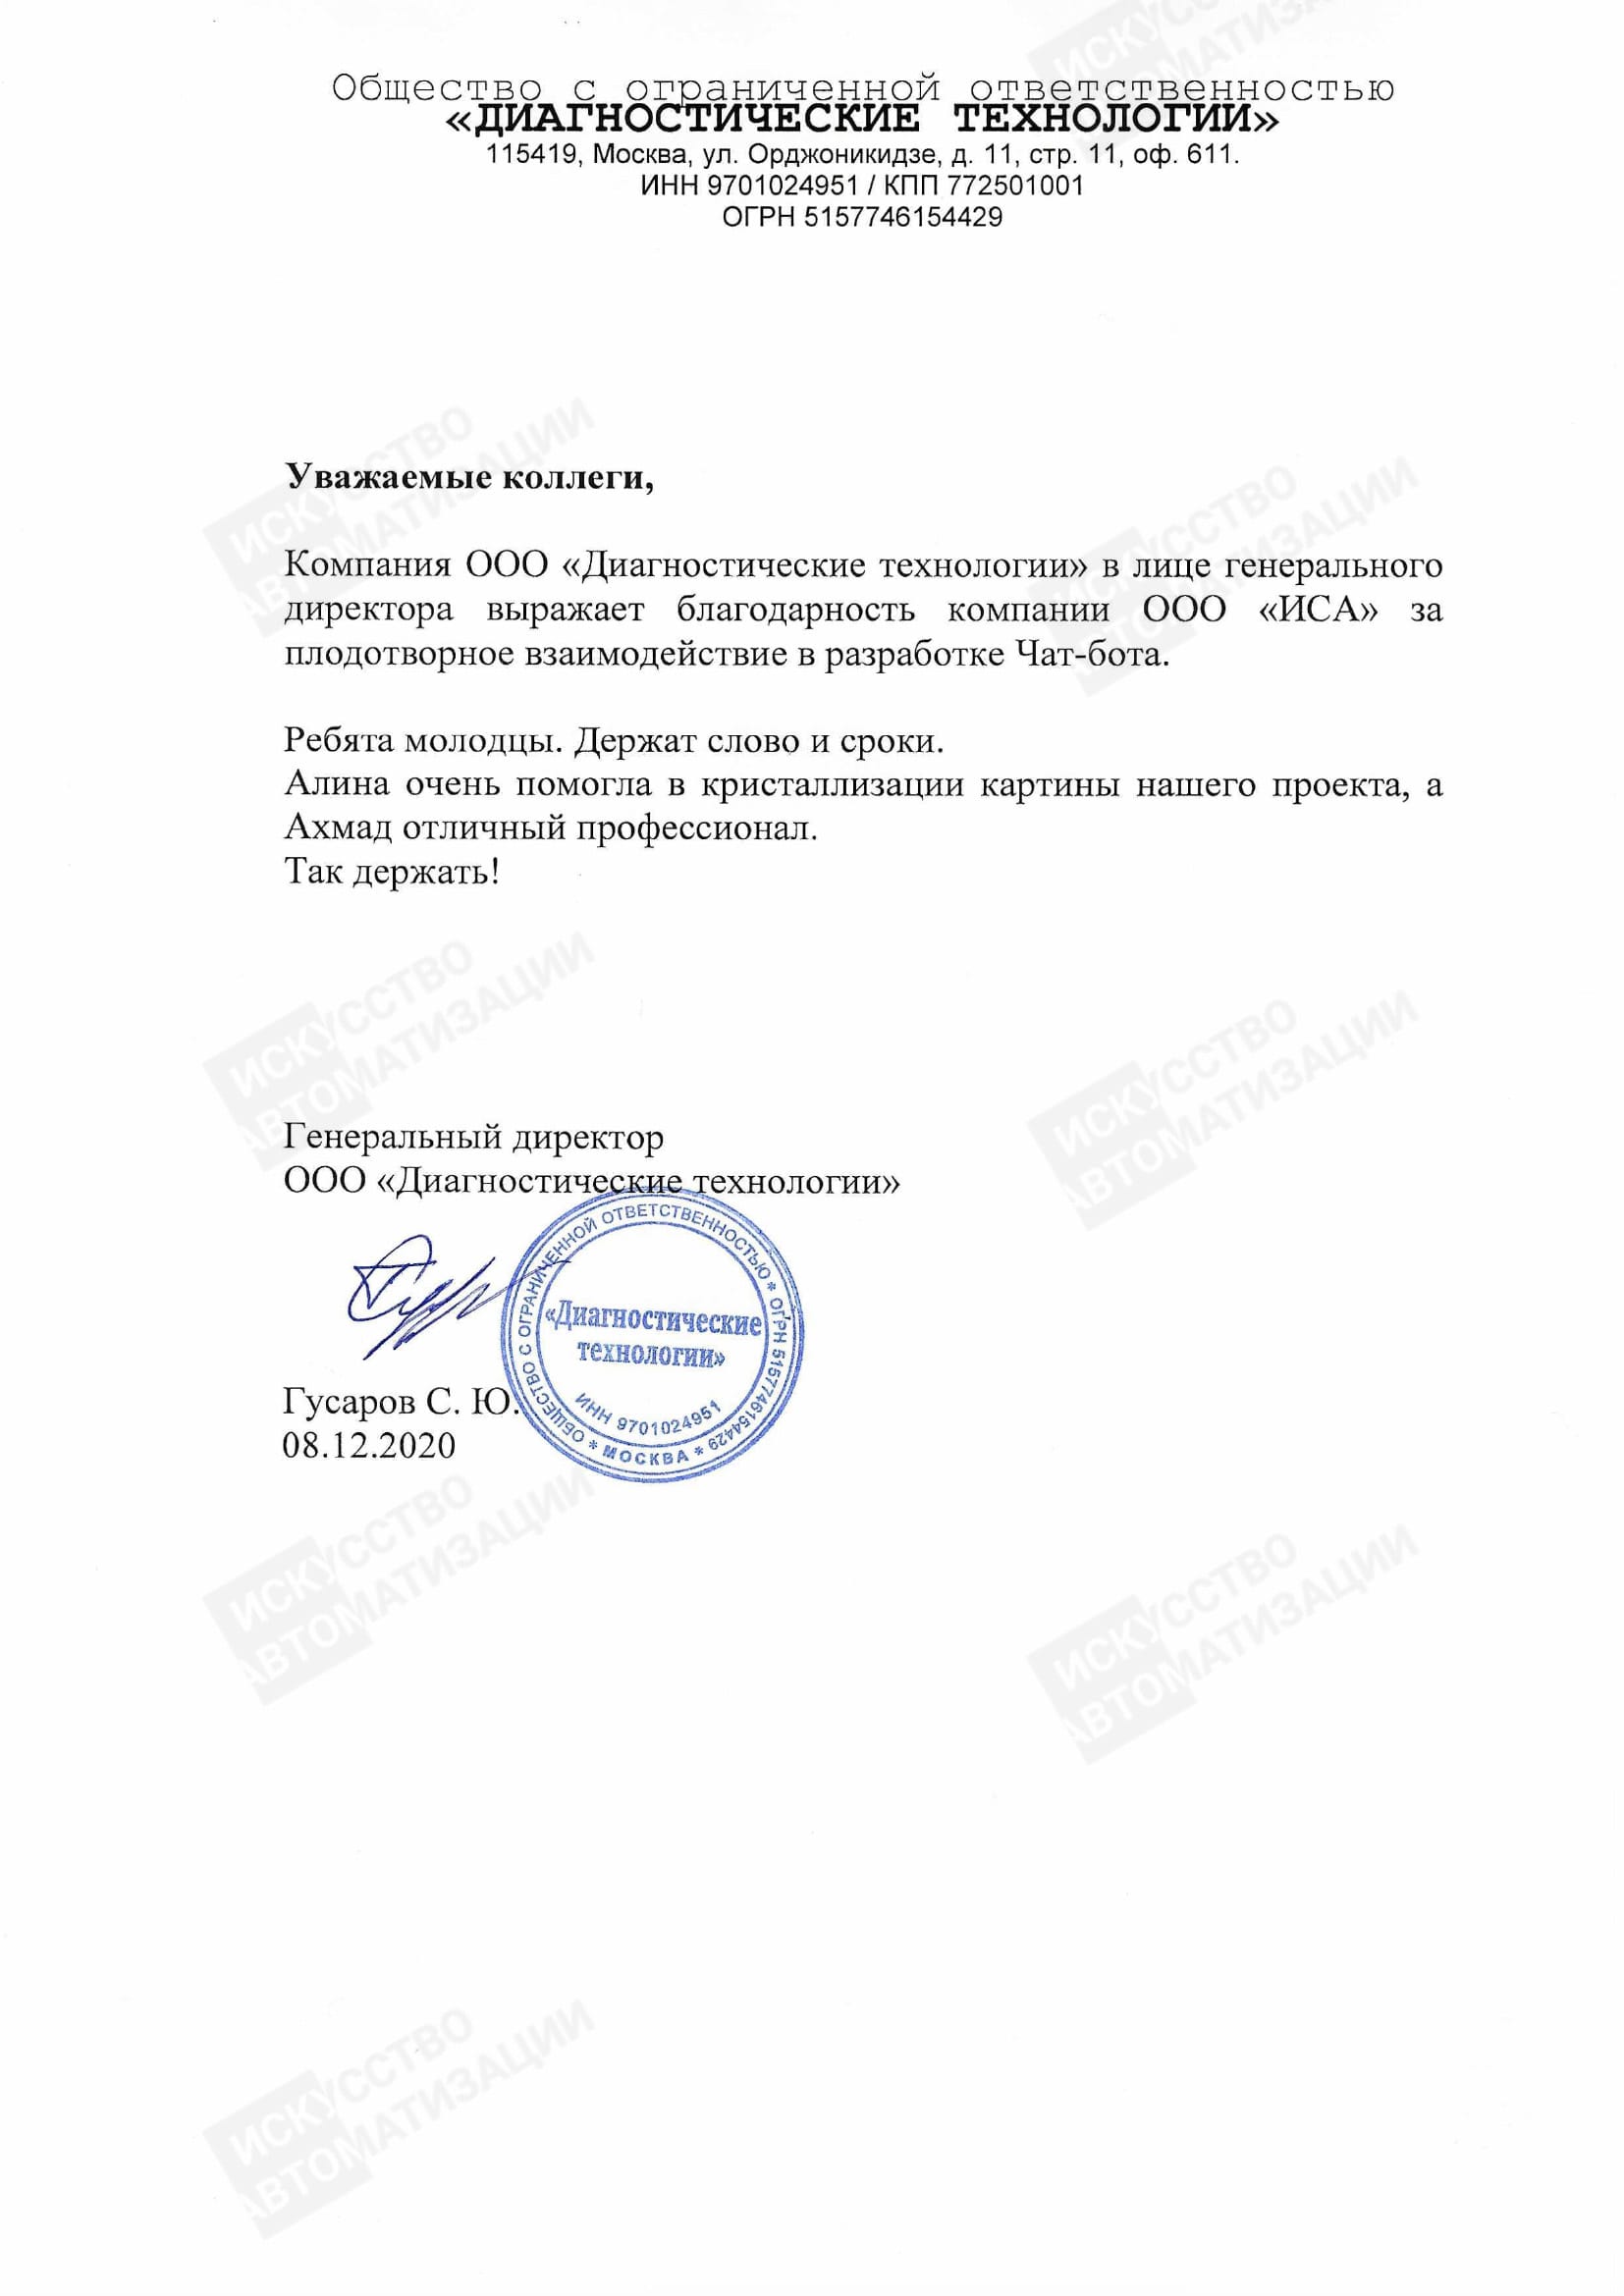 Общество с ограниченной ответственностью
«ДИАГНОСТИЧЕСКИЕ ТЕХНОЛОГИИ»
115419, Москва, ул. Орджоникидзе, д. 11, стр. 11, оф. 611.
ИНН 9701024951 / КПП 772501001
ОГРН 5157746154429
Уважаемые коллеги,
Компания ООО «Диагностические технологии» в лице генерального
директора выражает благодарность компании ООО «ИСА» за
плодотворное взаимодействие в разработке Чат-бота.
Ребята молодцы. Держат слово и сроки.
Алина очень помогла в кристаллизации картины нашего проекта, а
Ахмад отличный профессионал.
Так держать!
Генеральный директор
ООО «Диагностические технологии»
ОБЩЕСТВО С ОГРАНИЧЕННОЙ ОТВЕТСТВЕННОСТЬЮ * ОГРН 5157746154429 * МОСКВА *
«Диагностические
технологии»
ИНН 9701024951
Гусаров С. Ю.
08.12.2020
ИСКУССТВО
АВТОМАТИЗАЦИИ
ИСКУССТВО
АВТОМАТИЗАЦИИ
ИСКУССТВО
АВТОМАТИЗАЦИИ
ИСКУССТВО
АВТОМАТИЗАЦИИ
ИСКУССТВО
АВТОМАТИЗАЦИИ
ИСКУССТВО
АВТОМАТИЗАЦИИ
ИСКУССТВО
АВТОМАТИЗАЦИИ